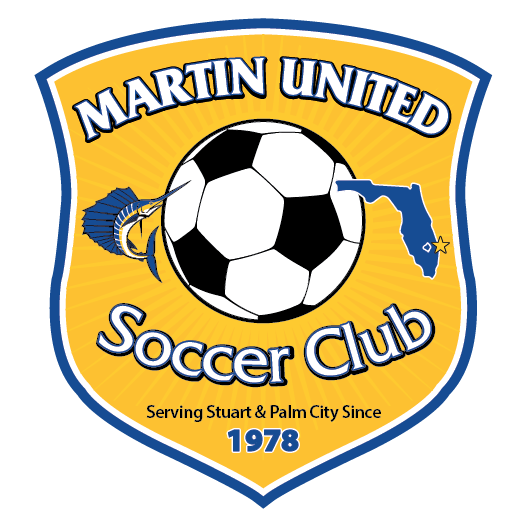 MARTIN UNITED
Soccer Club
Serving Stuart & Palm City Since
1978